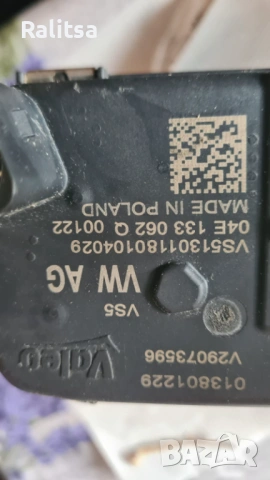 Ralitsa
MADE IN POLAND
04E 133 062 Q 00122
VS51301180104029
VW AG
VS5
V29073596
013801229
Valeo
bazar